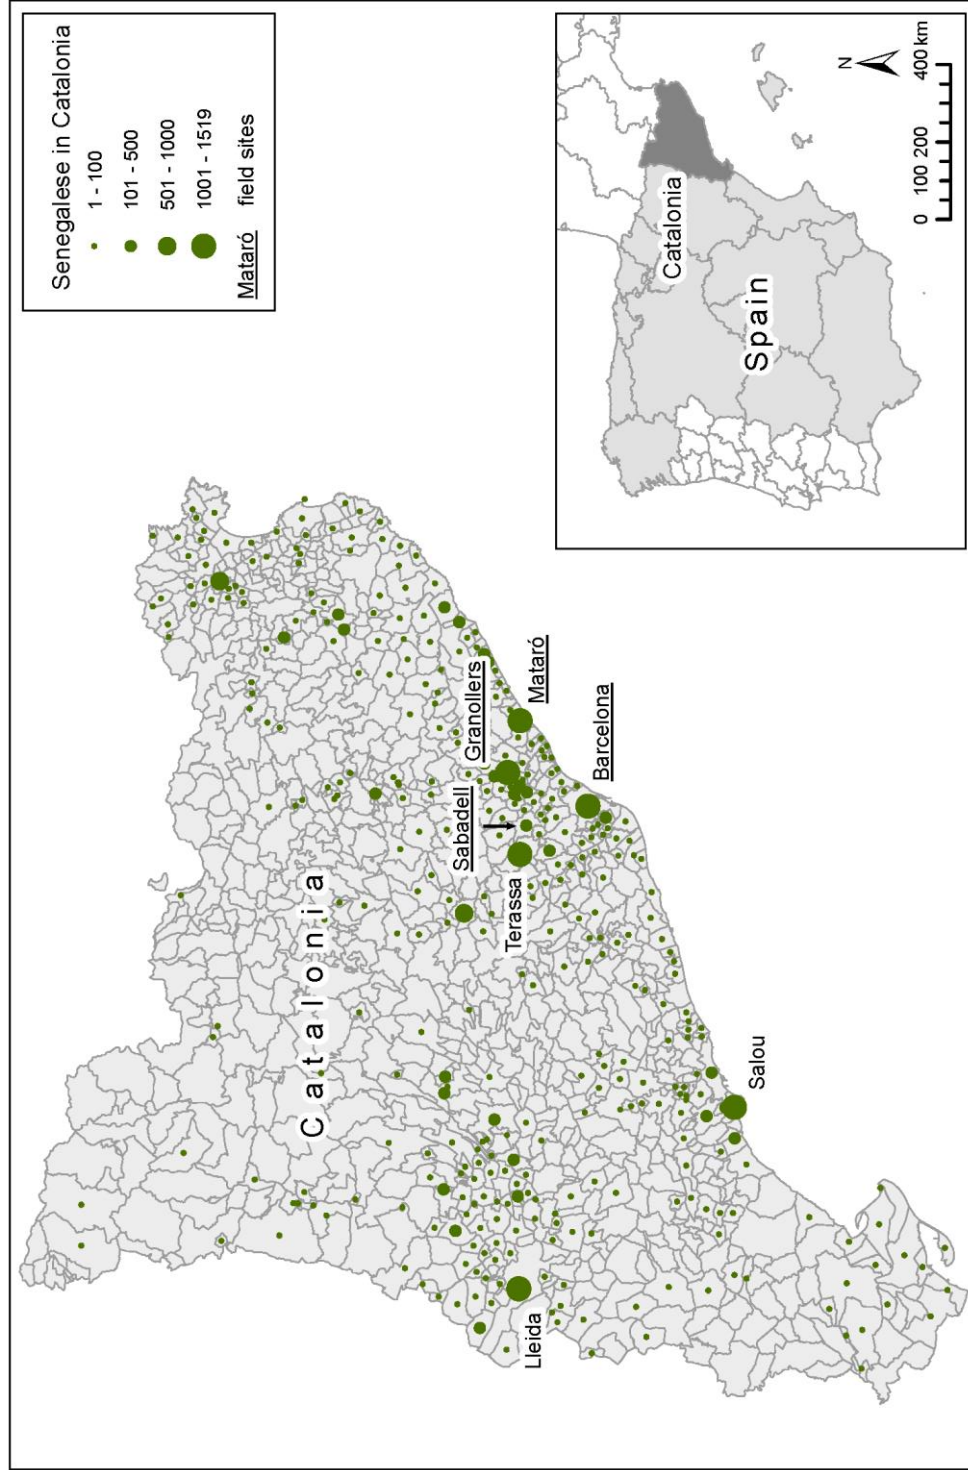 Senegalese in Catalonia
1 - 100
101 - 500
501 - 1000
1001 - 1519
Mataró field sites
Catalonia
Granollers
Sabadell
Mataró
Terassa
Barcelona
Lleida
Salou
Catalonia
Spain
N
0 100 200 400 km